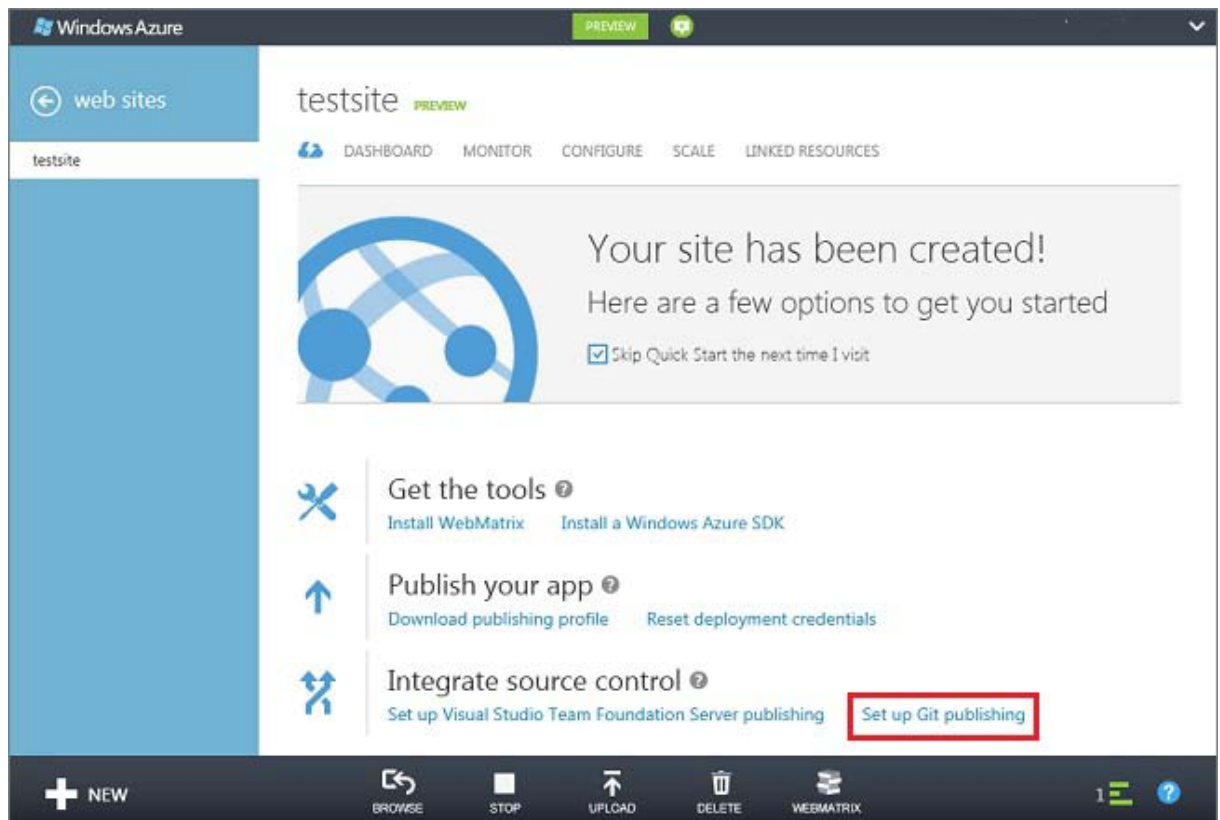 Windows Azure
PREVIEW
web sites
testsite
testsite PREVIEW
DASHBOARD MONITOR CONFIGURE SCALE LINKED RESOURCES
Your site has been created!
Here are a few options to get you started
Skip Quick Start the next time I visit
Get the tools ?
Install WebMatrix Install a Windows Azure SDK
Publish your app ?
Download publishing profile Reset deployment credentials
Integrate source control ?
Set up Visual Studio Team Foundation Server publishing Set up Git publishing
NEW
BROWSE STOP UPLOAD DELETE WEBMATRIX
1 ?